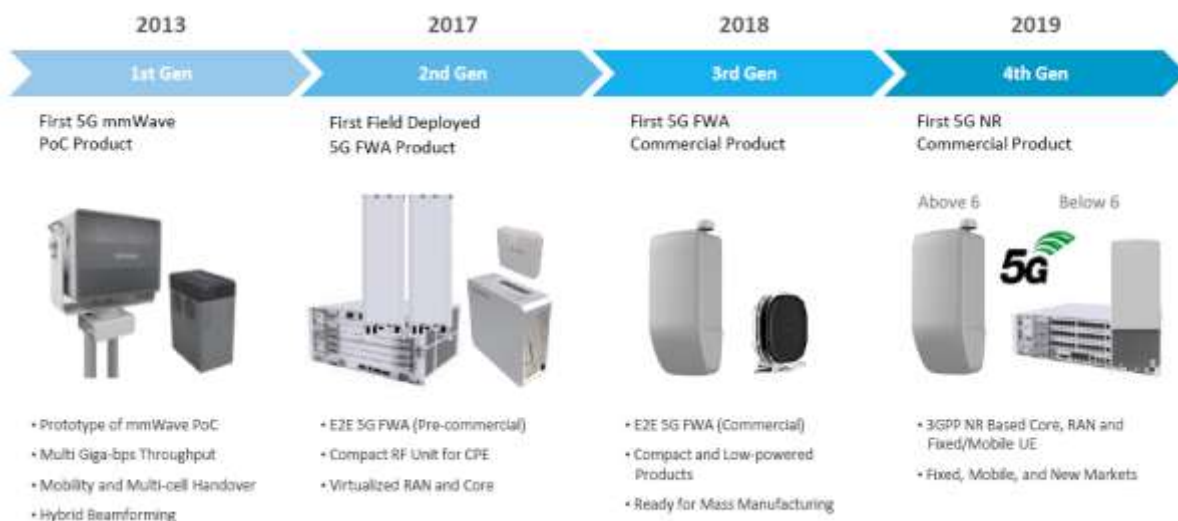 2013
2017
2018
2019
1st Gen
2nd Gen
3rd Gen
4th Gen
First 5G mmWave
PoC Product
First Field Deployed
5G FWA Product
First 5G FWA
Commercial Product
First 5G NR
Commercial Product
Above 6
Below 6
5G
• Prototype of mmWave PoC
• Multi Giga-bps Throughput
• Mobility and Multi-cell Handover
• Hybrid Beamforming
• E2E 5G FWA (Pre-commercial)
• Compact RF Unit for CPE
• Virtualized RAN and Core
• E2E 5G FWA (Commercial)
• Compact and Low-powered
Products
• Ready for Mass Manufacturing
• 3GPP NR Based Core, RAN and
Fixed/Mobile UE
• Fixed, Mobile, and New Markets